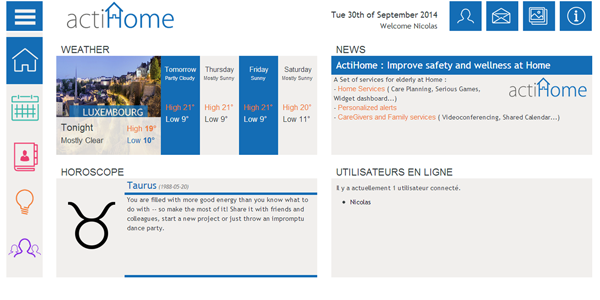 actiHome
Tue 30th of September 2014
Welcome Nicolas
WEATHER
LUXEMBOURG
Tonight High 19°
Mostly Clear Low 10°
Tomorrow
Partly Cloudy
High 21°
Low 9°
Thursday
Mostly Sunny
High 21°
Low 9°
Friday
Sunny
High 21°
Low 9°
Saturday
Mostly Sunny
High 20°
Low 11°
NEWS
ActiHome : Improve safety and wellness at Home
A Set of services for elderly at Home :
- Home Services ( Care Planning, Serious Games,
Widget dashboard...)
- Personalized alerts
- CareGivers and Family services ( Videoconferencing, Shared Calendar...)
actiHome
HOROSCOPE
Taurus (1988-05-20)
You are filled with more good energy than you know what to
do with -- so make the most of it! Share it with friends and
colleagues, start a new project or just throw an impromptu
dance party.
UTILISATEURS EN LIGNE
Il y a actuellement 1 utilisateur connecté.
• Nicolas